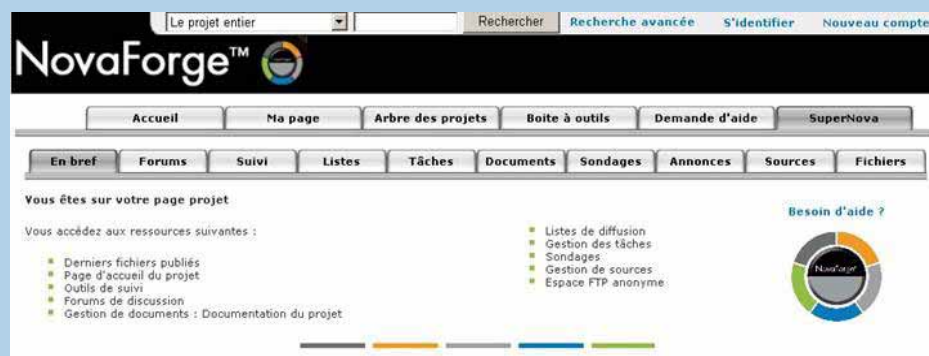 Le projet entier Rechercher Recherche avancée S'identifier Nouveau compte
NovaForge™
Accueil Ma page Arbre des projets Boite à outils Demande d'aide SuperNova
En bref Forums Suivi Listes Tâches Documents Sondages Annonces Sources Fichiers
Vous êtes sur votre page projet
Besoin d'aide ?
Vous accédez aux ressources suivantes :
Derniers fichiers publiés
Page d'accueil du projet
Outils de suivi
Forums de discussion
Gestion de documents : Documentation du projet
Listes de diffusion
Gestion des tâches
Sondages
Gestion de sources
Espace FTP anonyme
NovaForge